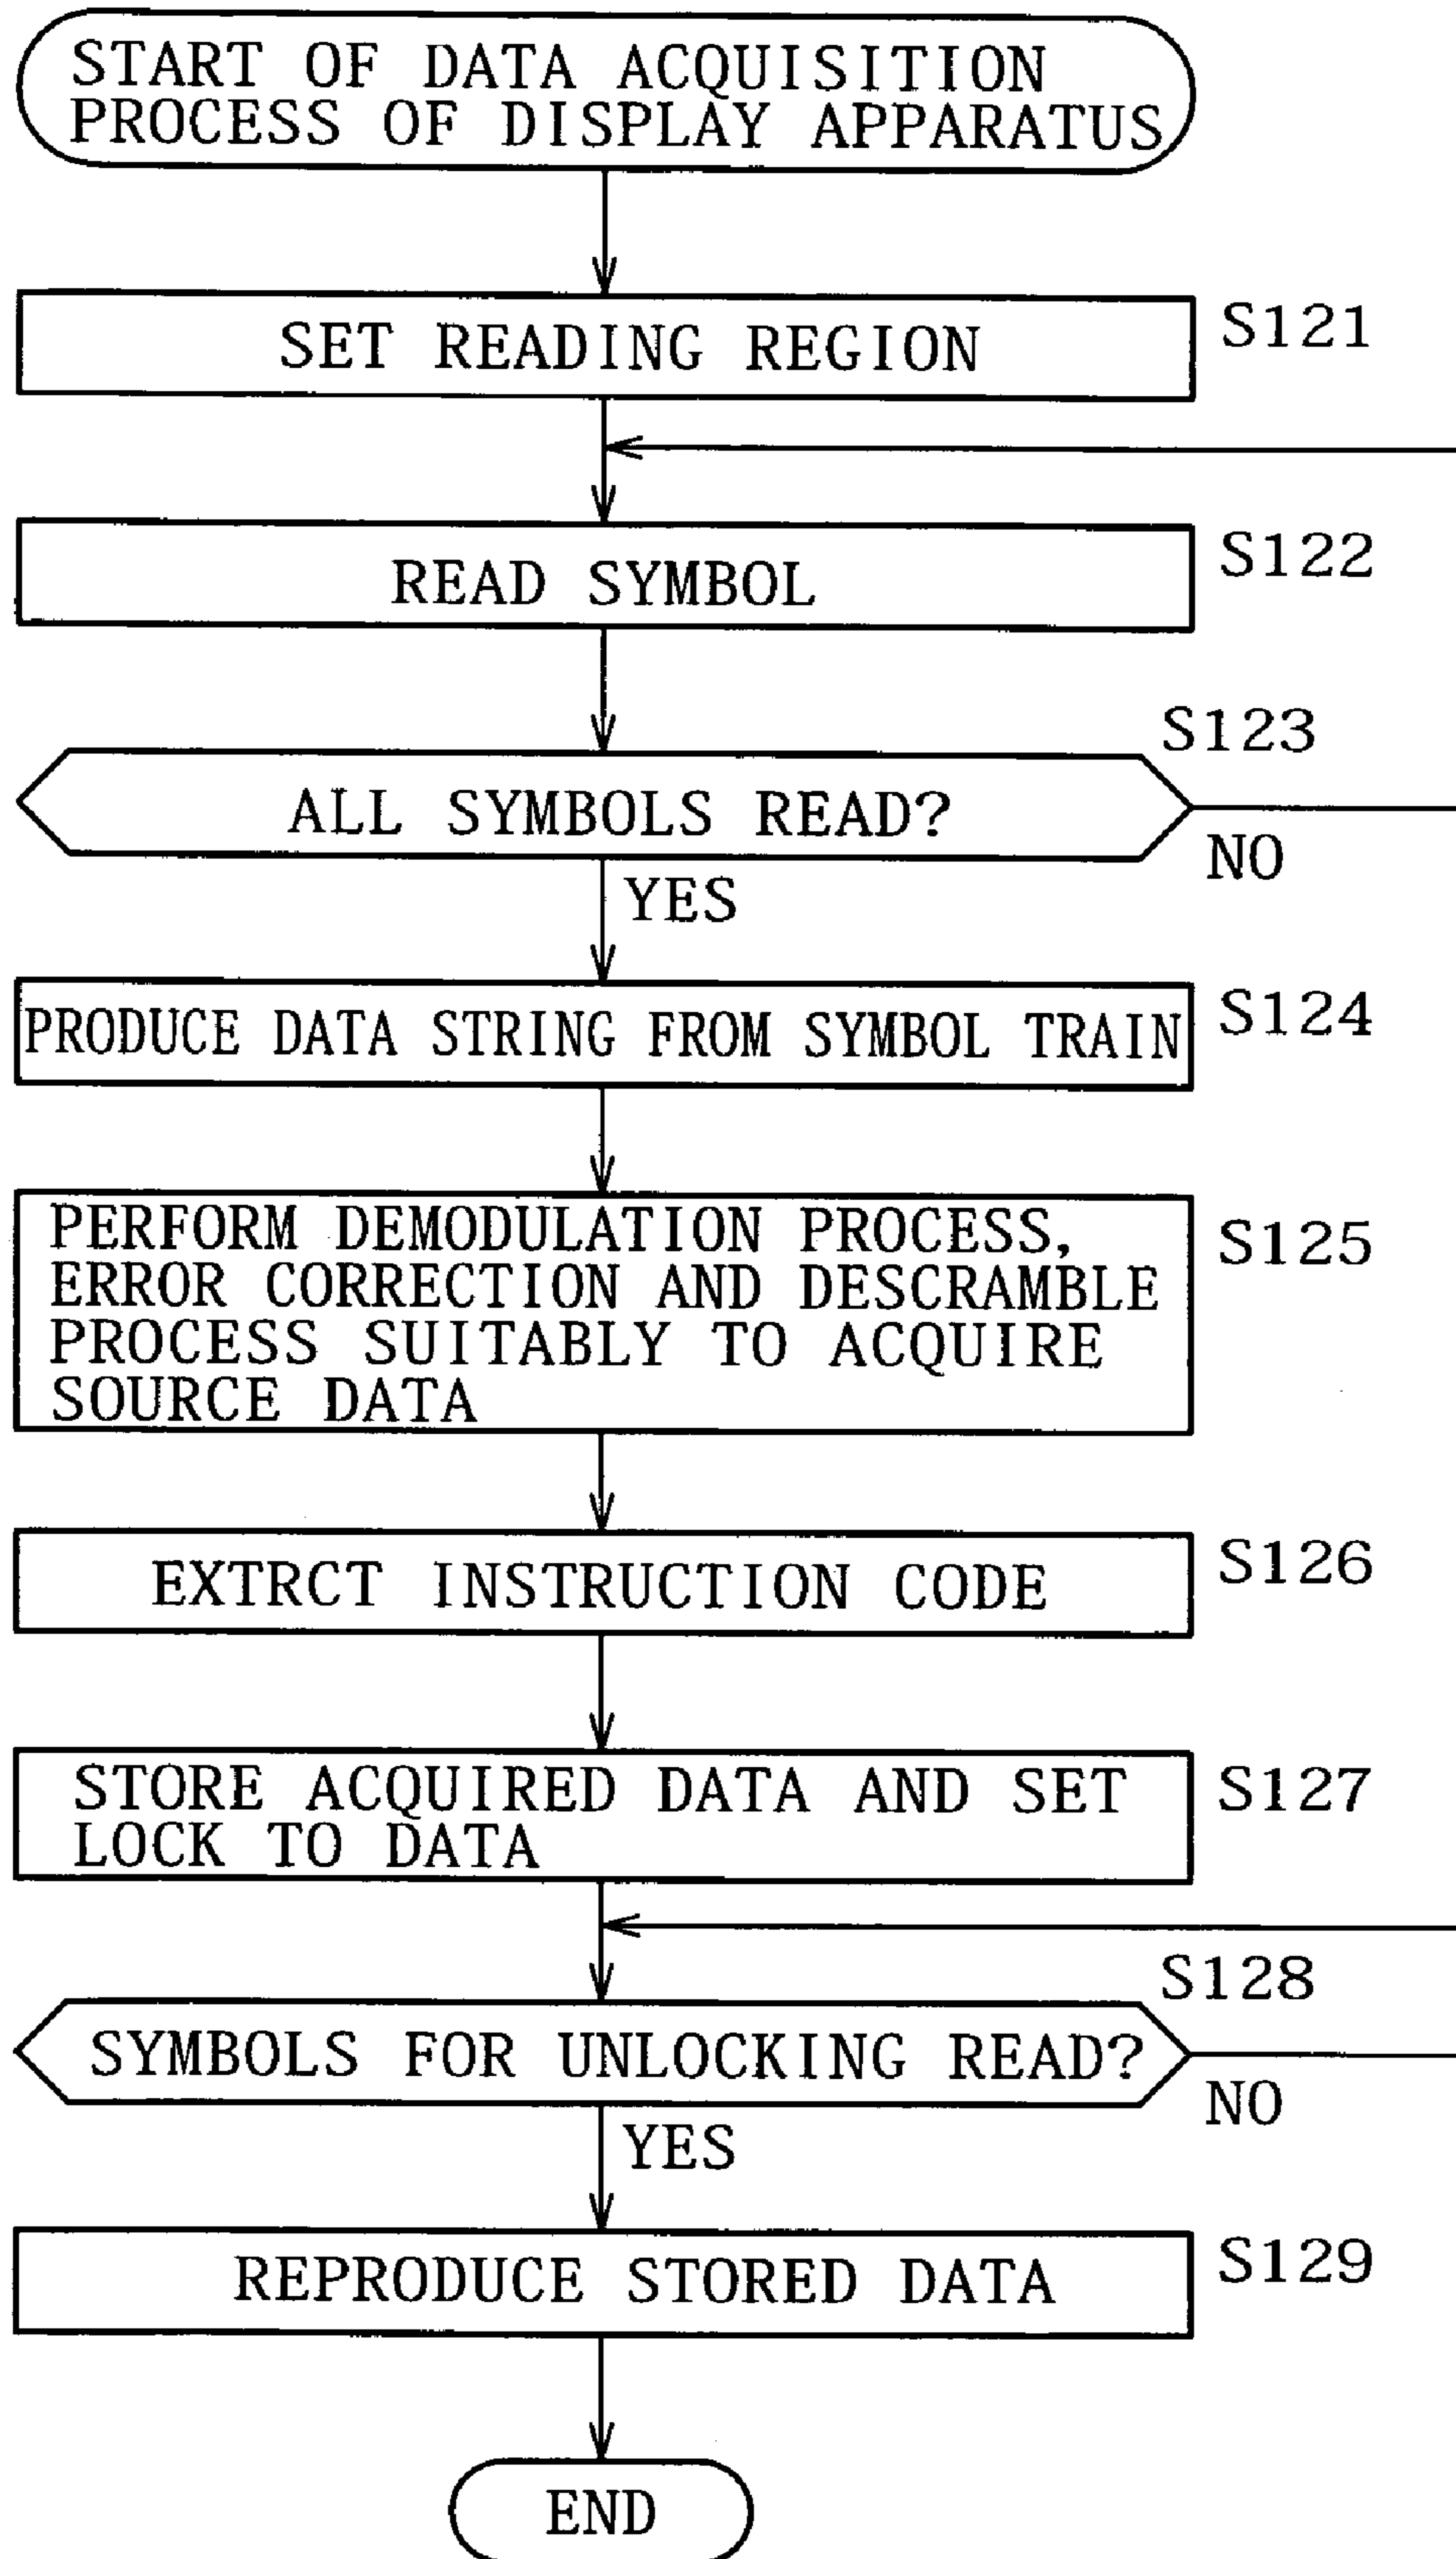 START OF DATA ACQUISITION
PROCESS OF DISPLAY APPARATUS
SET READING REGION
S121
READ SYMBOL
S122
S123
ALL SYMBOLS READ?
NO
YES
PRODUCE DATA STRING FROM SYMBOL TRAIN
S124
PERFORM DEMODULATION PROCESS,
ERROR CORRECTION AND DESCRAMBLE
PROCESS SUITABLY TO ACQUIRE
SOURCE DATA
S125
EXTRCT INSTRUCTION CODE
S126
STORE ACQUIRED DATA AND SET
LOCK TO DATA
S127
S128
SYMBOLS FOR UNLOCKING READ?
NO
YES
REPRODUCE STORED DATA
S129
END